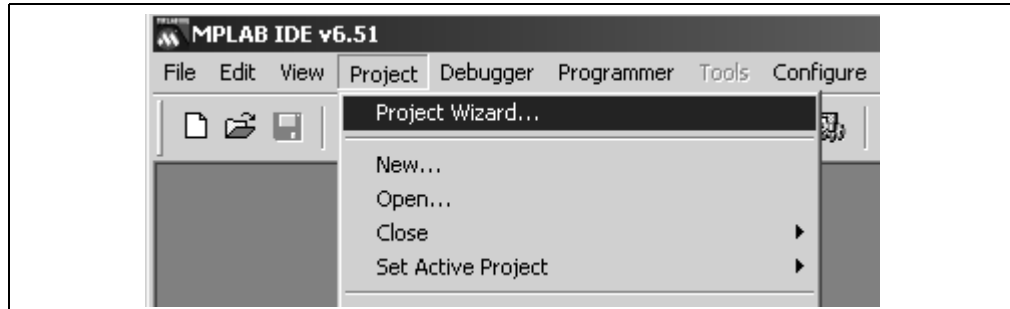 MPLAB IDE v6.51
File Edit View Project Debugger Programmer Tools Configure
Project Wizard...
New...
Open...
Close
Set Active Project